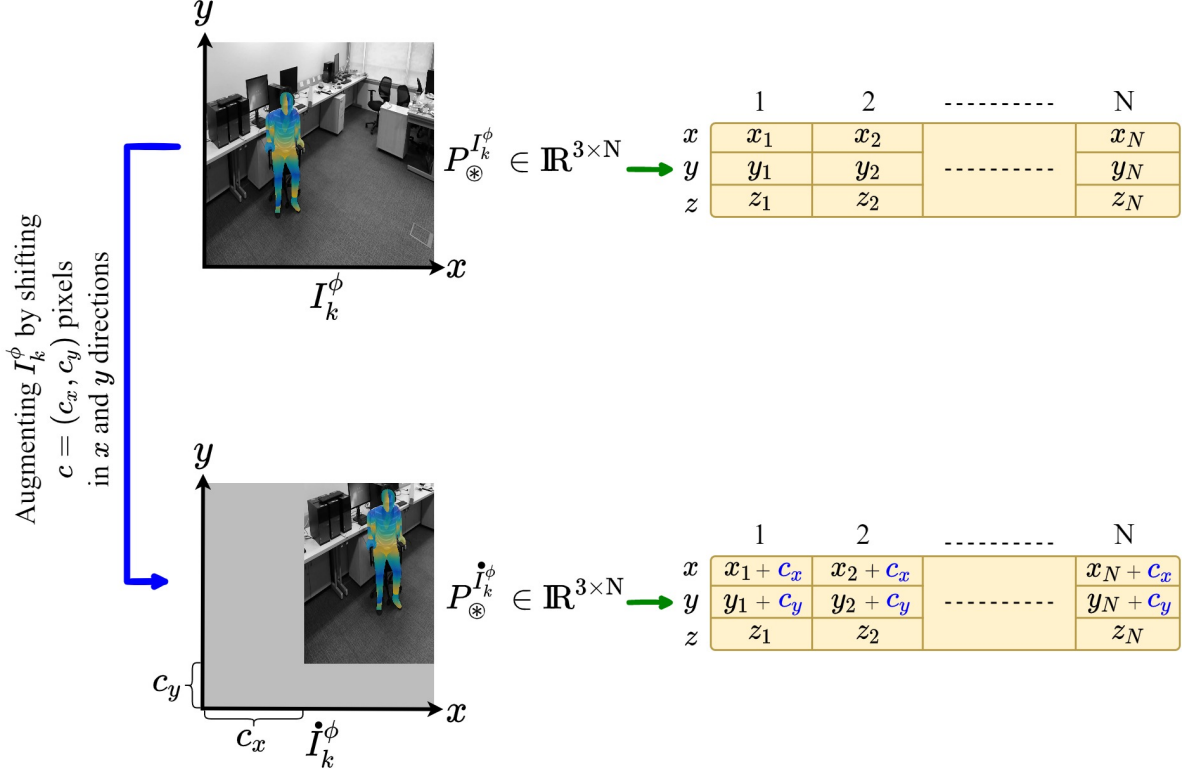 y
1 2 ---------- N
P_⊛^{I_k^ϕ} ∈ ℝ^{3×N}
x x_1 x_2 x_N
y y_1 y_2 ---------- y_N
z z_1 z_2 z_N
x
I_k^ϕ
Augmenting I_k^ϕ by shifting
c = (c_x, c_y) pixels
in x and y directions
y
1 2 ---------- N
P_⊛^{İ_k^ϕ} ∈ ℝ^{3×N}
x x_1 + c_x x_2 + c_x x_N + c_x
y y_1 + c_y y_2 + c_y ---------- y_N + c_y
z z_1 z_2 z_N
c_y
x
c_x
İ_k^ϕ